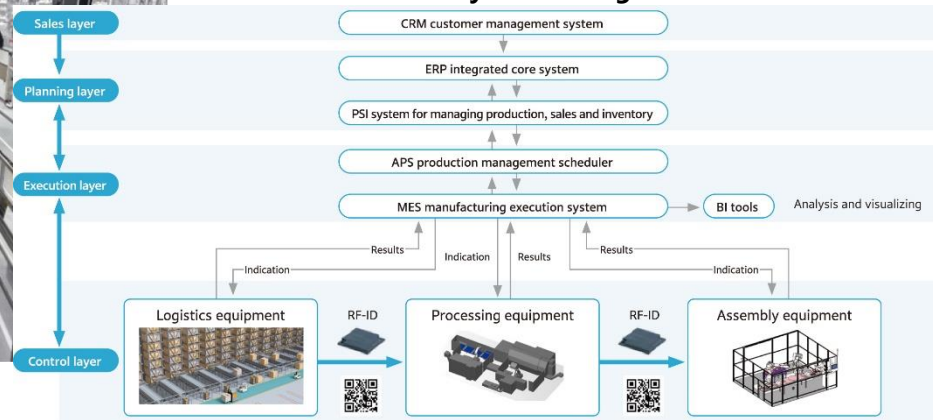 Sales layer
CRM customer management system
ERP integrated core system
Planning layer
PSI system for managing production, sales and inventory
APS production management scheduler
Execution layer
MES manufacturing execution system
BI tools
Analysis and visualizing
Results
Indication
Indication
Results
Results
Indication
Logistics equipment
RF-ID
Processing equipment
RF-ID
Assembly equipment
Control layer